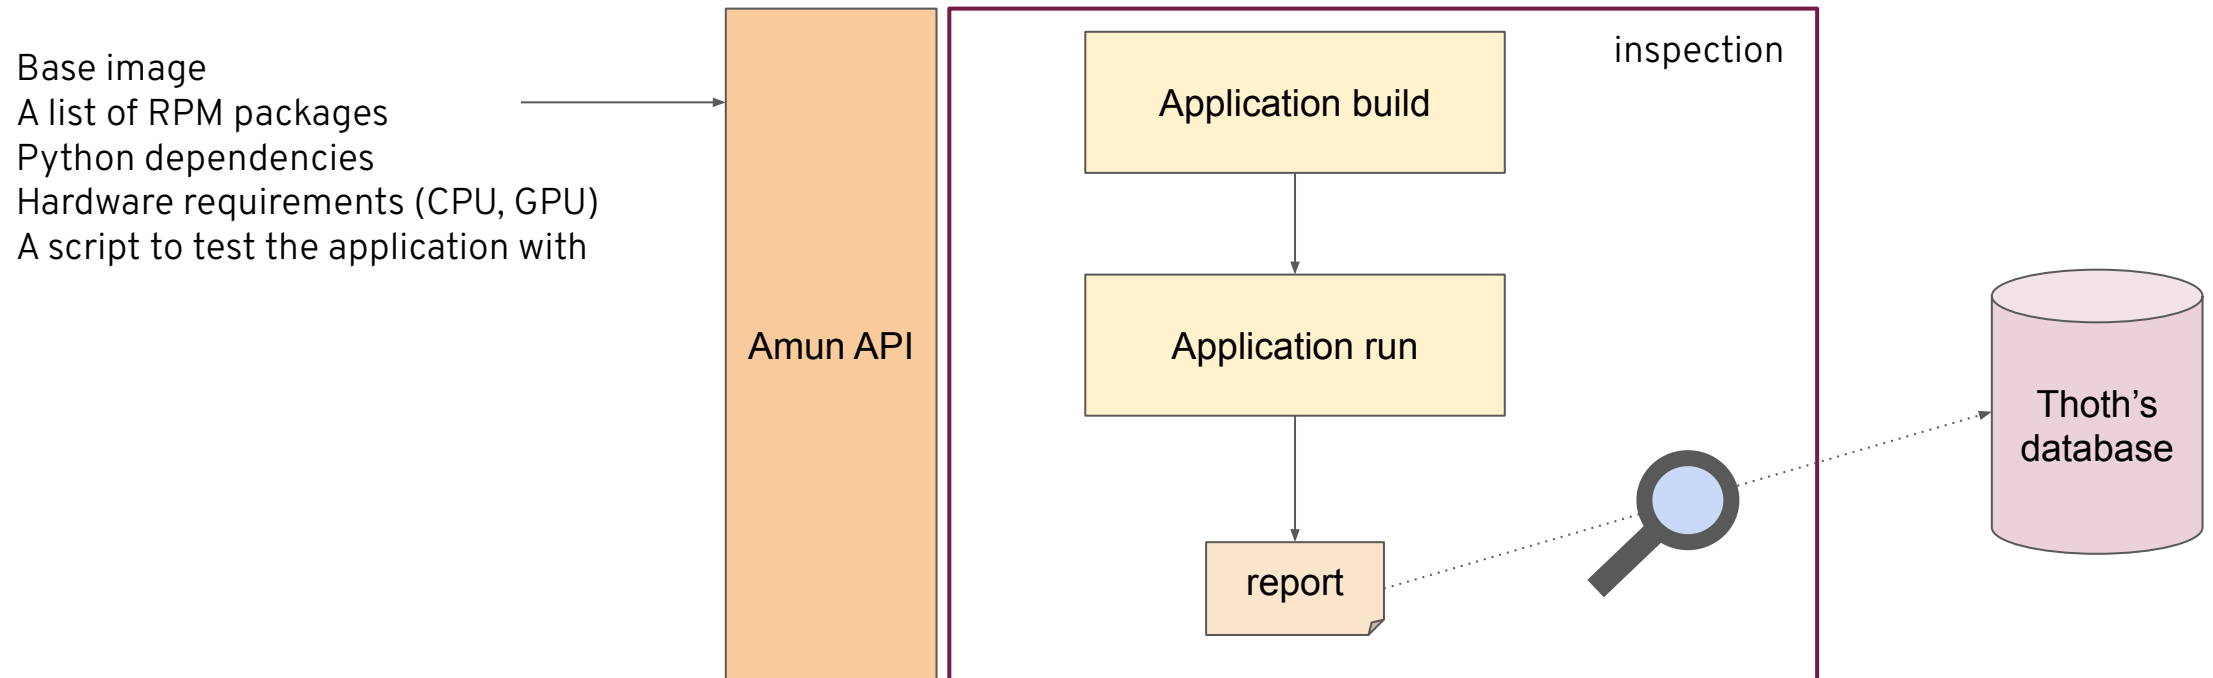 Base image
A list of RPM packages
Python dependencies
Hardware requirements (CPU, GPU)
A script to test the application with
Amun API
inspection
Application build
Application run
report
Thoth’s
database